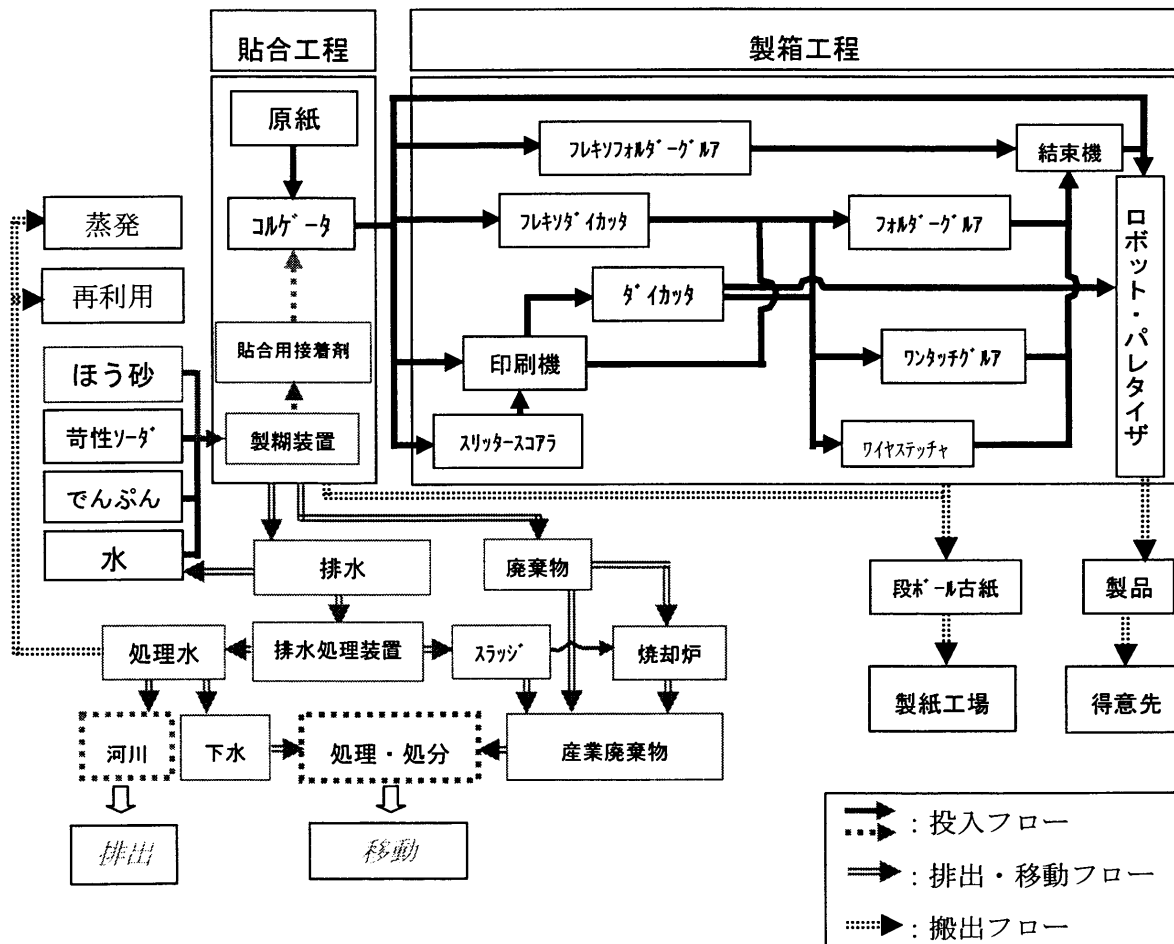 貼合工程
製箱工程
原紙
コルゲータ
貼合用接着剤
製糊装置
フレキソフォルダーグルア
結束機
フレキソダイカッタ
フォルダーグルア
ダイカッタ
印刷機
ワンタッチグルア
スリッタースコアラ
ワイヤステッチャ
ロボット・パレタイザ
蒸発
再利用
ほう砂
苛性ソーダ
でんぷん
水
排水
廃棄物
段ボール古紙
製品
処理水
排水処理装置
スラッジ
焼却炉
製紙工場
得意先
河川
下水
処理・処分
産業廃棄物
排出
移動
:投入フロー
:排出・移動フロー
:搬出フロー